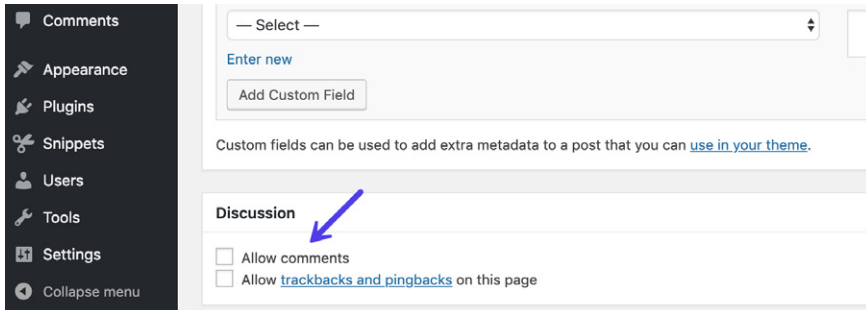 Comments
Appearance
Plugins
Snippets
Users
Tools
Settings
Collapse menu
— Select —
Enter new
Add Custom Field
Custom fields can be used to add extra metadata to a post that you can use in your theme.
Discussion
Allow comments
Allow trackbacks and pingbacks on this page